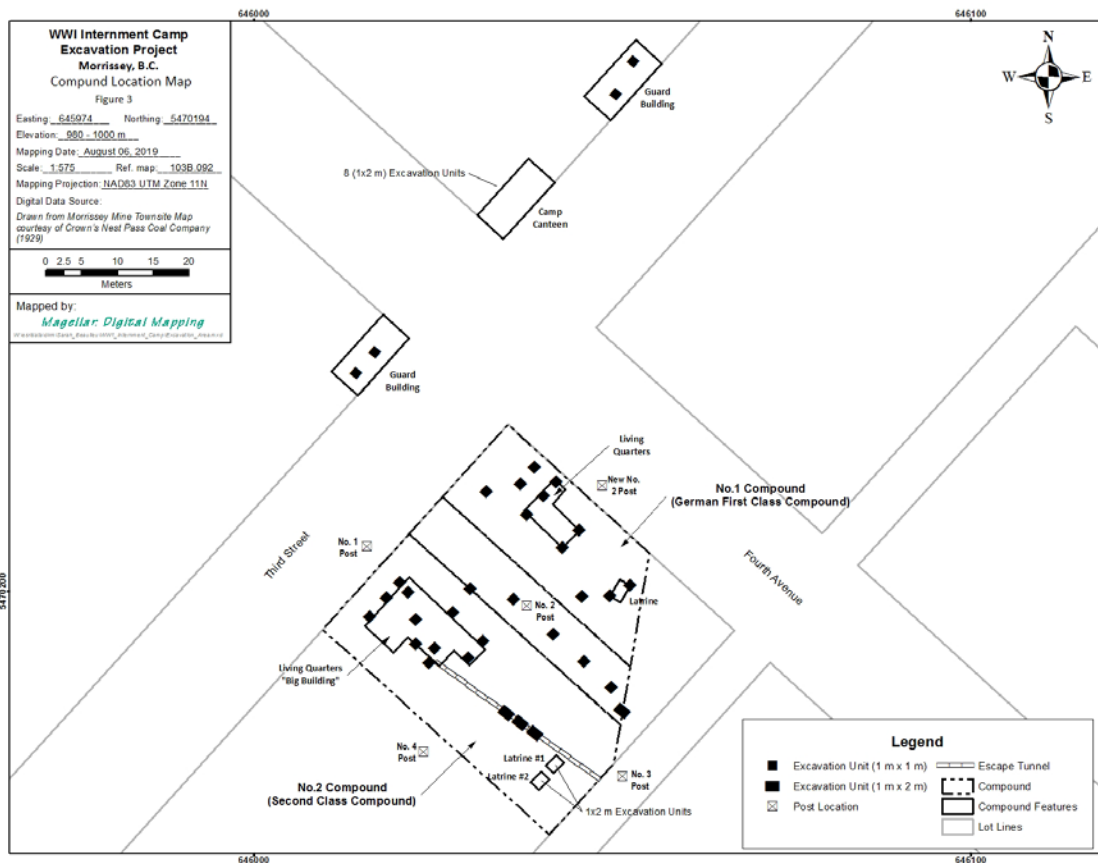 646000
646100
WWI Internment Camp
Excavation Project
Morrissey, B.C.
Compund Location Map
Figure 3
Easting: 645974 Northing: 5470194
Elevation: 980 - 1000 m
Mapping Date: August 06, 2019
Scale: 1:575 Ref. map: 103B.092
Mapping Projection: NAD83 UTM Zone 11N
Digital Data Source:
Drawn from Morrissey Mine Townsite Map
courtesy of Crown's Nest Pass Coal Company
(1929)
0 2.5 5 10 15 20
Meters
Mapped by:
Magellan Digital Mapping
N
W E
S
Guard
Building
8 (1x2 m) Excavation Units
Camp
Canteen
Guard
Building
Living
Quarters
New No.
2 Post
No.1 Compound
(German First Class Compound)
No. 1
Post
Third Street
Fourth Avenue
5470200
Latrine
No. 2
Post
Living Quarters
"Big Building"
No. 4
Post
Latrine #1
Latrine #2
No. 3
Post
No.2 Compound
(Second Class Compound)
1x2 m Excavation Units
Legend
Excavation Unit (1 m x 1 m)
Excavation Unit (1 m x 2 m)
Post Location
Escape Tunnel
Compound
Compound Features
Lot Lines
646000
646100